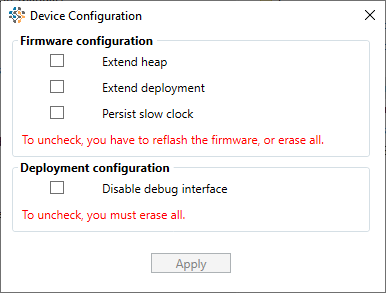 Device Configuration
Firmware configuration
Extend heap
Extend deployment
Persist slow clock
To uncheck, you have to reflash the firmware, or erase all.
Deployment configuration
Disable debug interface
To uncheck, you must erase all.
Apply